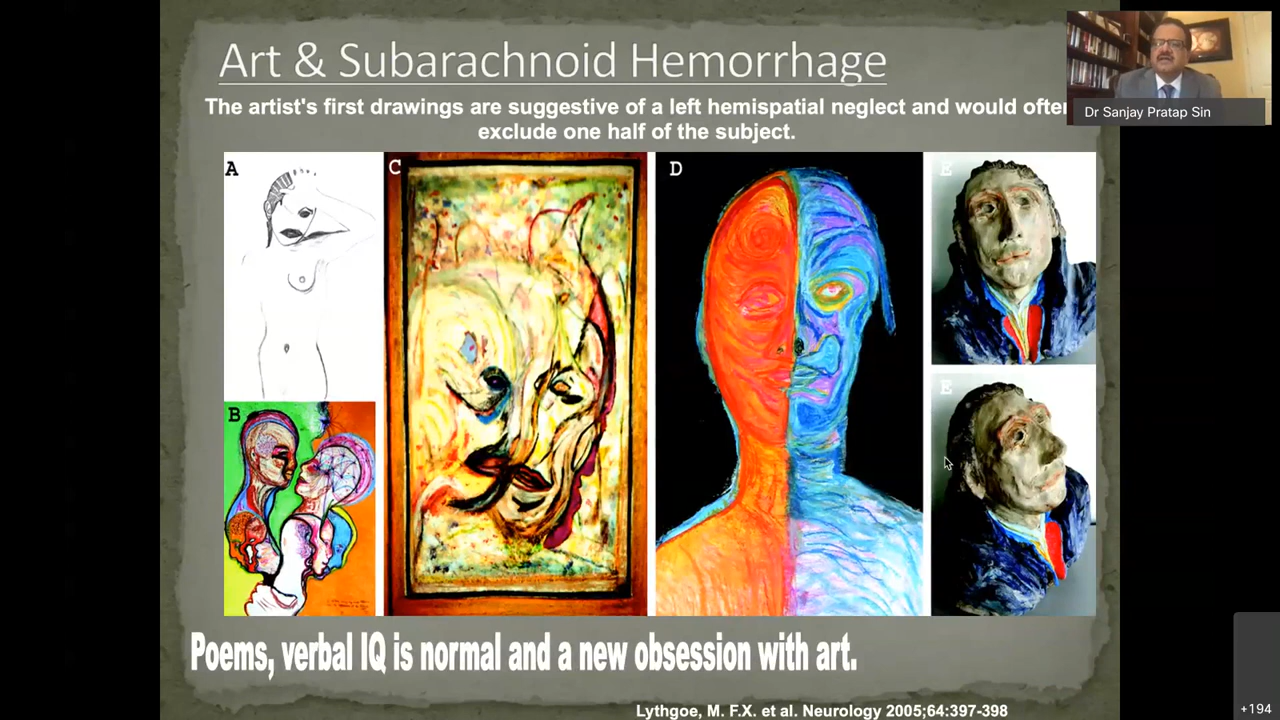 Art & Subarachnoid Hemorrhage
Dr Sanjay Pratap Sin
The artist's first drawings are suggestive of a left hemispatial neglect and would often
exclude one half of the subject.
A
C
D
E
B
E
Poems, verbal IQ is normal and a new obsession with art.
Lythgoe, M. F.X. et al. Neurology 2005;64:397-398
+194